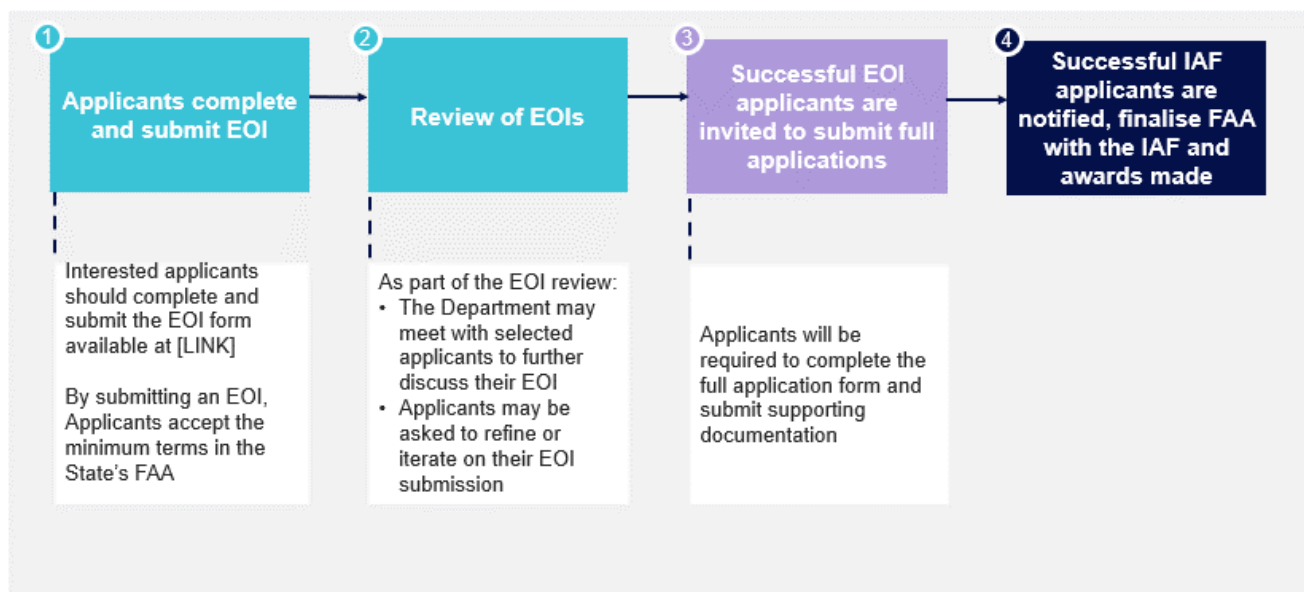 1
Applicants complete
and submit EOI
2
Review of EOIs
3
Successful EOI
applicants are
invited to submit full
applications
4
Successful IAF
applicants are
notified, finalise FAA
with the IAF and
awards made
Interested applicants
should complete and
submit the EOI form
available at [LINK]
By submitting an EOI,
Applicants accept the
minimum terms in the
State's FAA
As part of the EOI review:
• The Department may
meet with selected
applicants to further
discuss their EOI
• Applicants may be
asked to refine or
iterate on their EOI
submission
Applicants will be
required to complete the
full application form and
submit supporting
documentation